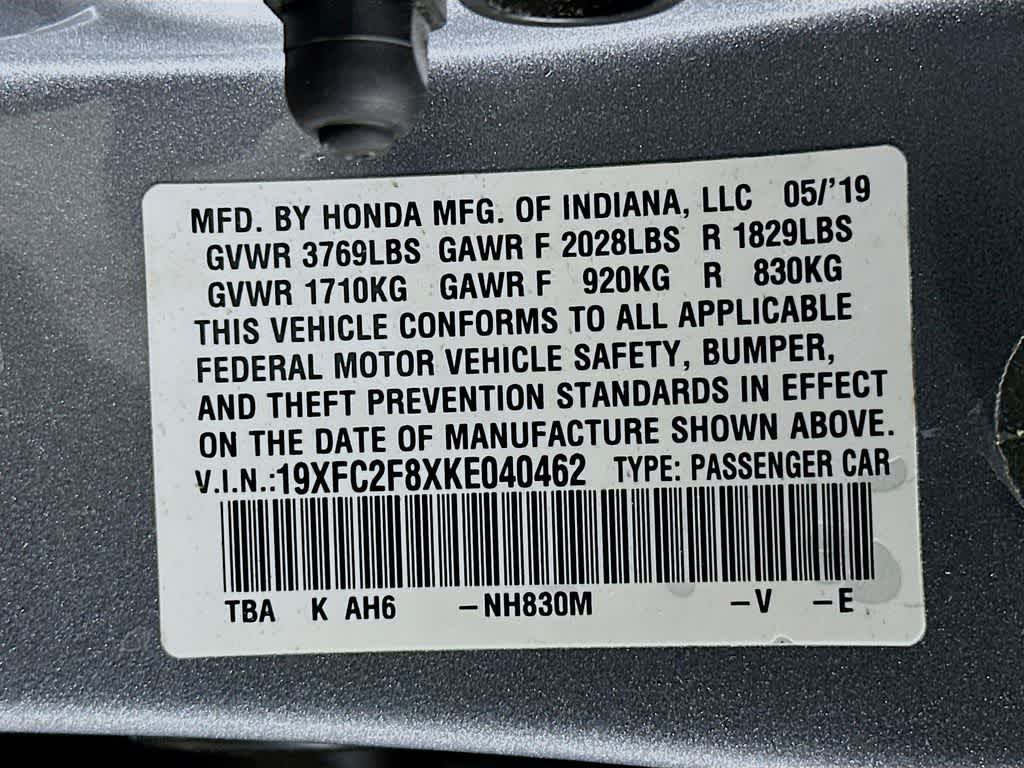 MFD. BY HONDA MFG. OF INDIANA, LLC 05/'19
GVWR 3769LBS GAWR F 2028LBS R 1829LBS
GVWR 1710KG GAWR F 920KG R 830KG
THIS VEHICLE CONFORMS TO ALL APPLICABLE
FEDERAL MOTOR VEHICLE SAFETY, BUMPER,
AND THEFT PREVENTION STANDARDS IN EFFECT
ON THE DATE OF MANUFACTURE SHOWN ABOVE.
V.I.N.:19XFC2F8XKE040462 TYPE: PASSENGER CAR
TBA K AH6 –NH830M –V –E